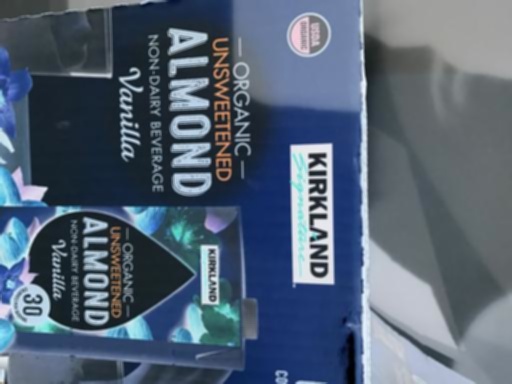 USDA
ORGANIC
KIRKLAND
Signature
ORGANIC
UNSWEETENED
ALMOND
NON-DAIRY BEVERAGE
Vanilla
KIRKLAND
ORGANIC
UNSWEETENED
ALMOND
NON-DAIRY BEVERAGE
Vanilla
30